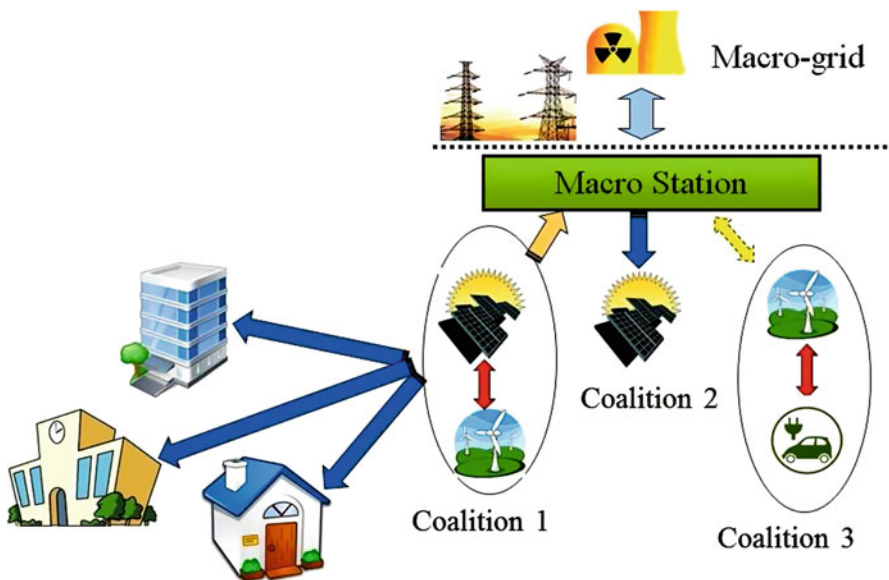 Macro-grid
Macro Station
Coalition 2
Coalition 1
Coalition 3